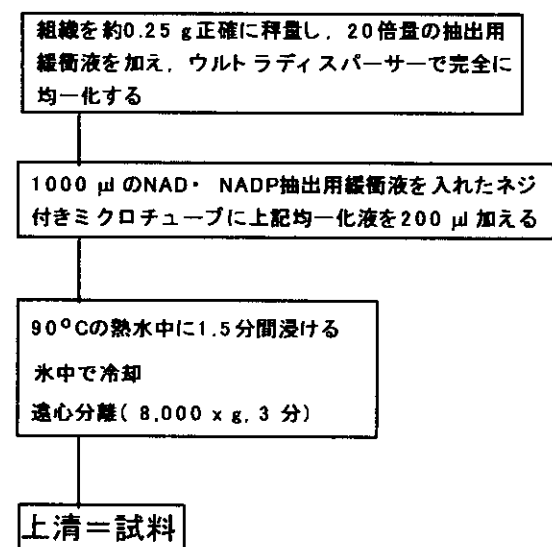 組織を約0.25 g正確に秤量し，20倍量の抽出用
緩衝液を加え，ウルトラディスパーサーで完全に
均一化する
1000 μlのNAD・ NADP抽出用緩衝液を入れたネジ
付きミクロチューブに上記均一化液を200 μl 加える
90°Cの熱水中に1.5分間浸ける
氷中で冷却
遠心分離( 8,000 x g, 3 分)
上清＝試料